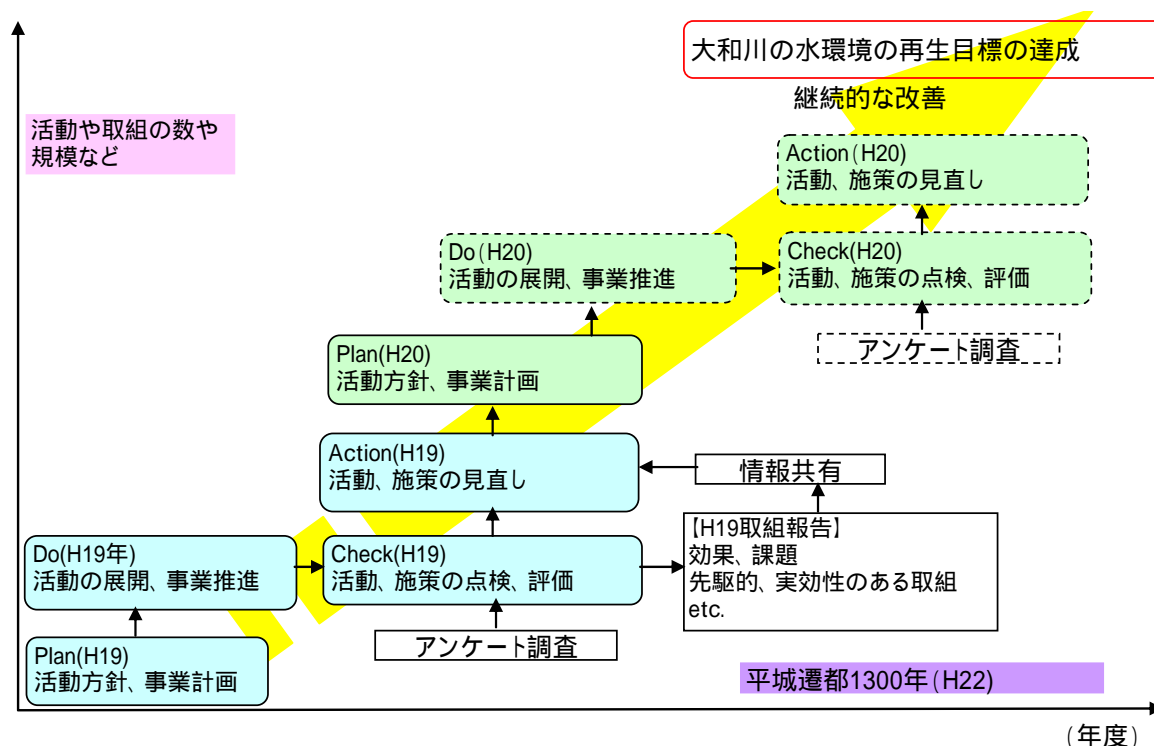 大和川の水環境の再生目標の達成
継続的な改善
活動や取組の数や
規模など
Action(H20)
活動、施策の見直し
Do(H20)
活動の展開、事業推進
Check(H20)
活動、施策の点検、評価
アンケート調査
Plan(H20)
活動方針、事業計画
Action(H19)
活動、施策の見直し
情報共有
【H19取組報告】
効果、課題
先駆的、実効性のある取組
etc.
Do(H19年)
活動の展開、事業推進
Check(H19)
活動、施策の点検、評価
アンケート調査
Plan(H19)
活動方針、事業計画
平城遷都1300年(H22)
(年度)